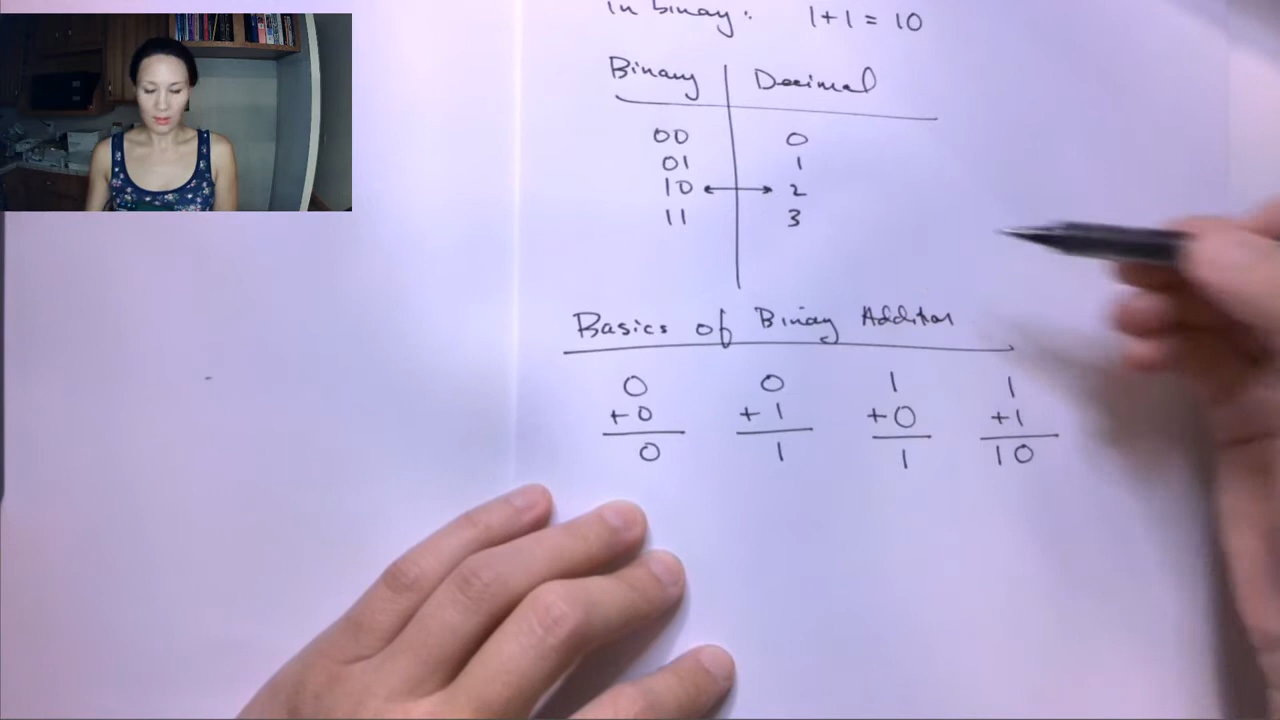 in binary: 1+1 = 10
Binary Decimal
00 0
01 1
10 ↔ 2
11 3
Basics of Binary Addition
0 0 1 1
+0 +1 +0 +1
0 1 1 10